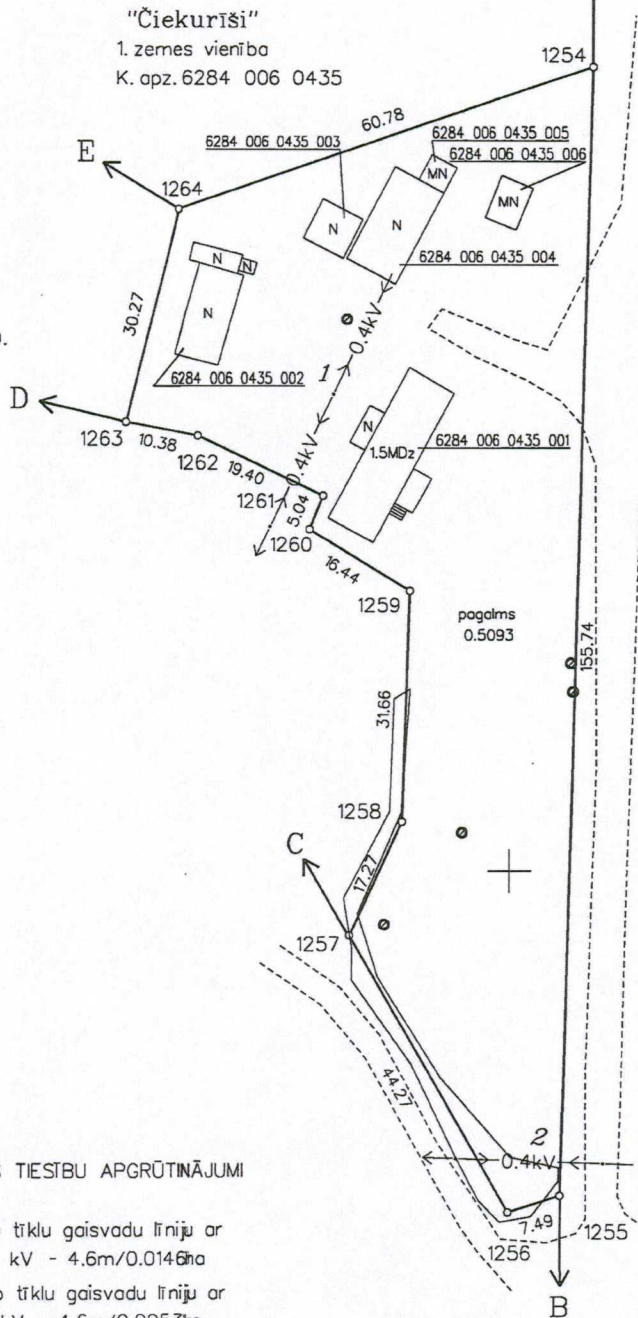 "Čiekurīši"
1. zemes vienība
K. apz. 6284 006 0435
1254
60.78
E
6284 006 0435 003
6284 006 0435 005
6284 006 0435 006
1264
MN
MN
N
N
6284 006 0435 004
N
N
N
30.27
0.4kV
1
6284 006 0435 002
D
1263
10.38
1262
19.40
0.4kV
N
1.5MDz
6284 006 0435 001
1261
5.04
1260
16.44
1259
pagalms
0.5093
155.74
31.66
1258
C
17.27
1257
44.27
2
0.4kV
TIESĪBU APGRŪTINĀJUMI
tīklu gaisvadu līniju ar
kV - 4.6m/0.0146ha
tīklu gaisvadu līniju ar
7.49
1256
1255
B